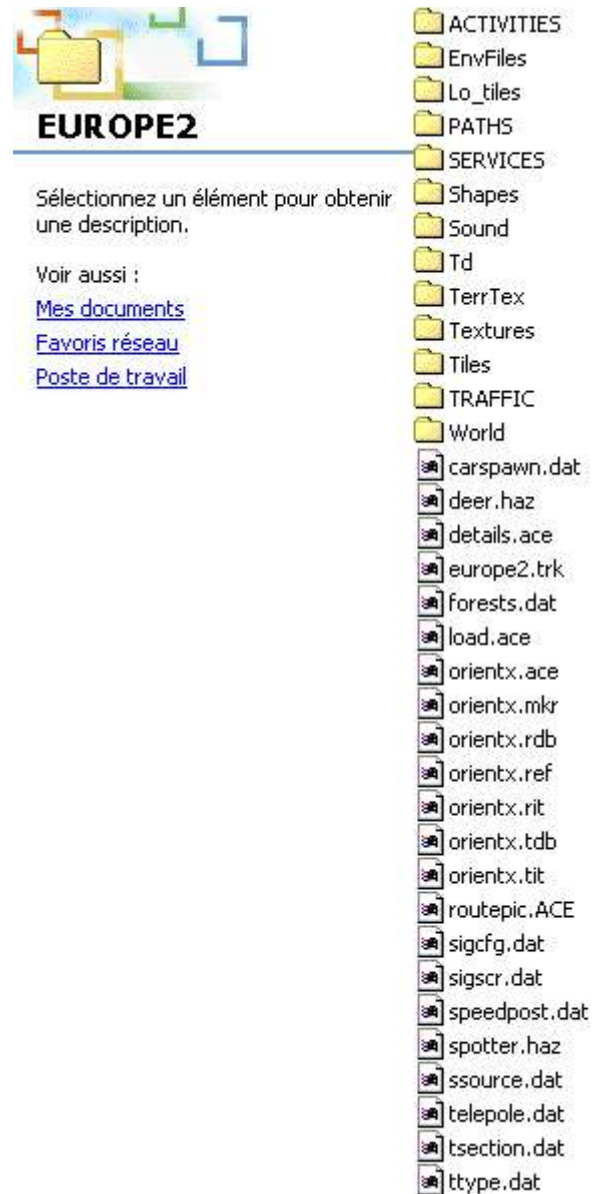 EUROPE2
Sélectionnez un élément pour obtenir
une description.
Voir aussi :
Mes documents
Favoris réseau
Poste de travail
ACTIVITIES
EnvFiles
Lo_tiles
PATHS
SERVICES
Shapes
Sound
Td
TerrTex
Textures
Tiles
TRAFFIC
World
carspawn.dat
deer.haz
details.ace
europe2.trk
forests.dat
load.ace
orientx.ace
orientx.mkr
orientx.rdb
orientx.ref
orientx.rit
orientx.tdb
orientx.tit
routepic.ACE
sigcfg.dat
sigscr.dat
speedpost.dat
spotter.haz
ssource.dat
telepole.dat
tsection.dat
ttype.dat